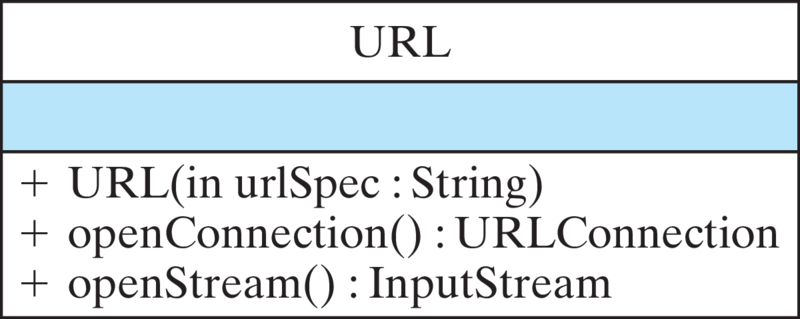 URL
+ URL(in urlSpec : String)
+ openConnection() : URLConnection
+ openStream() : InputStream